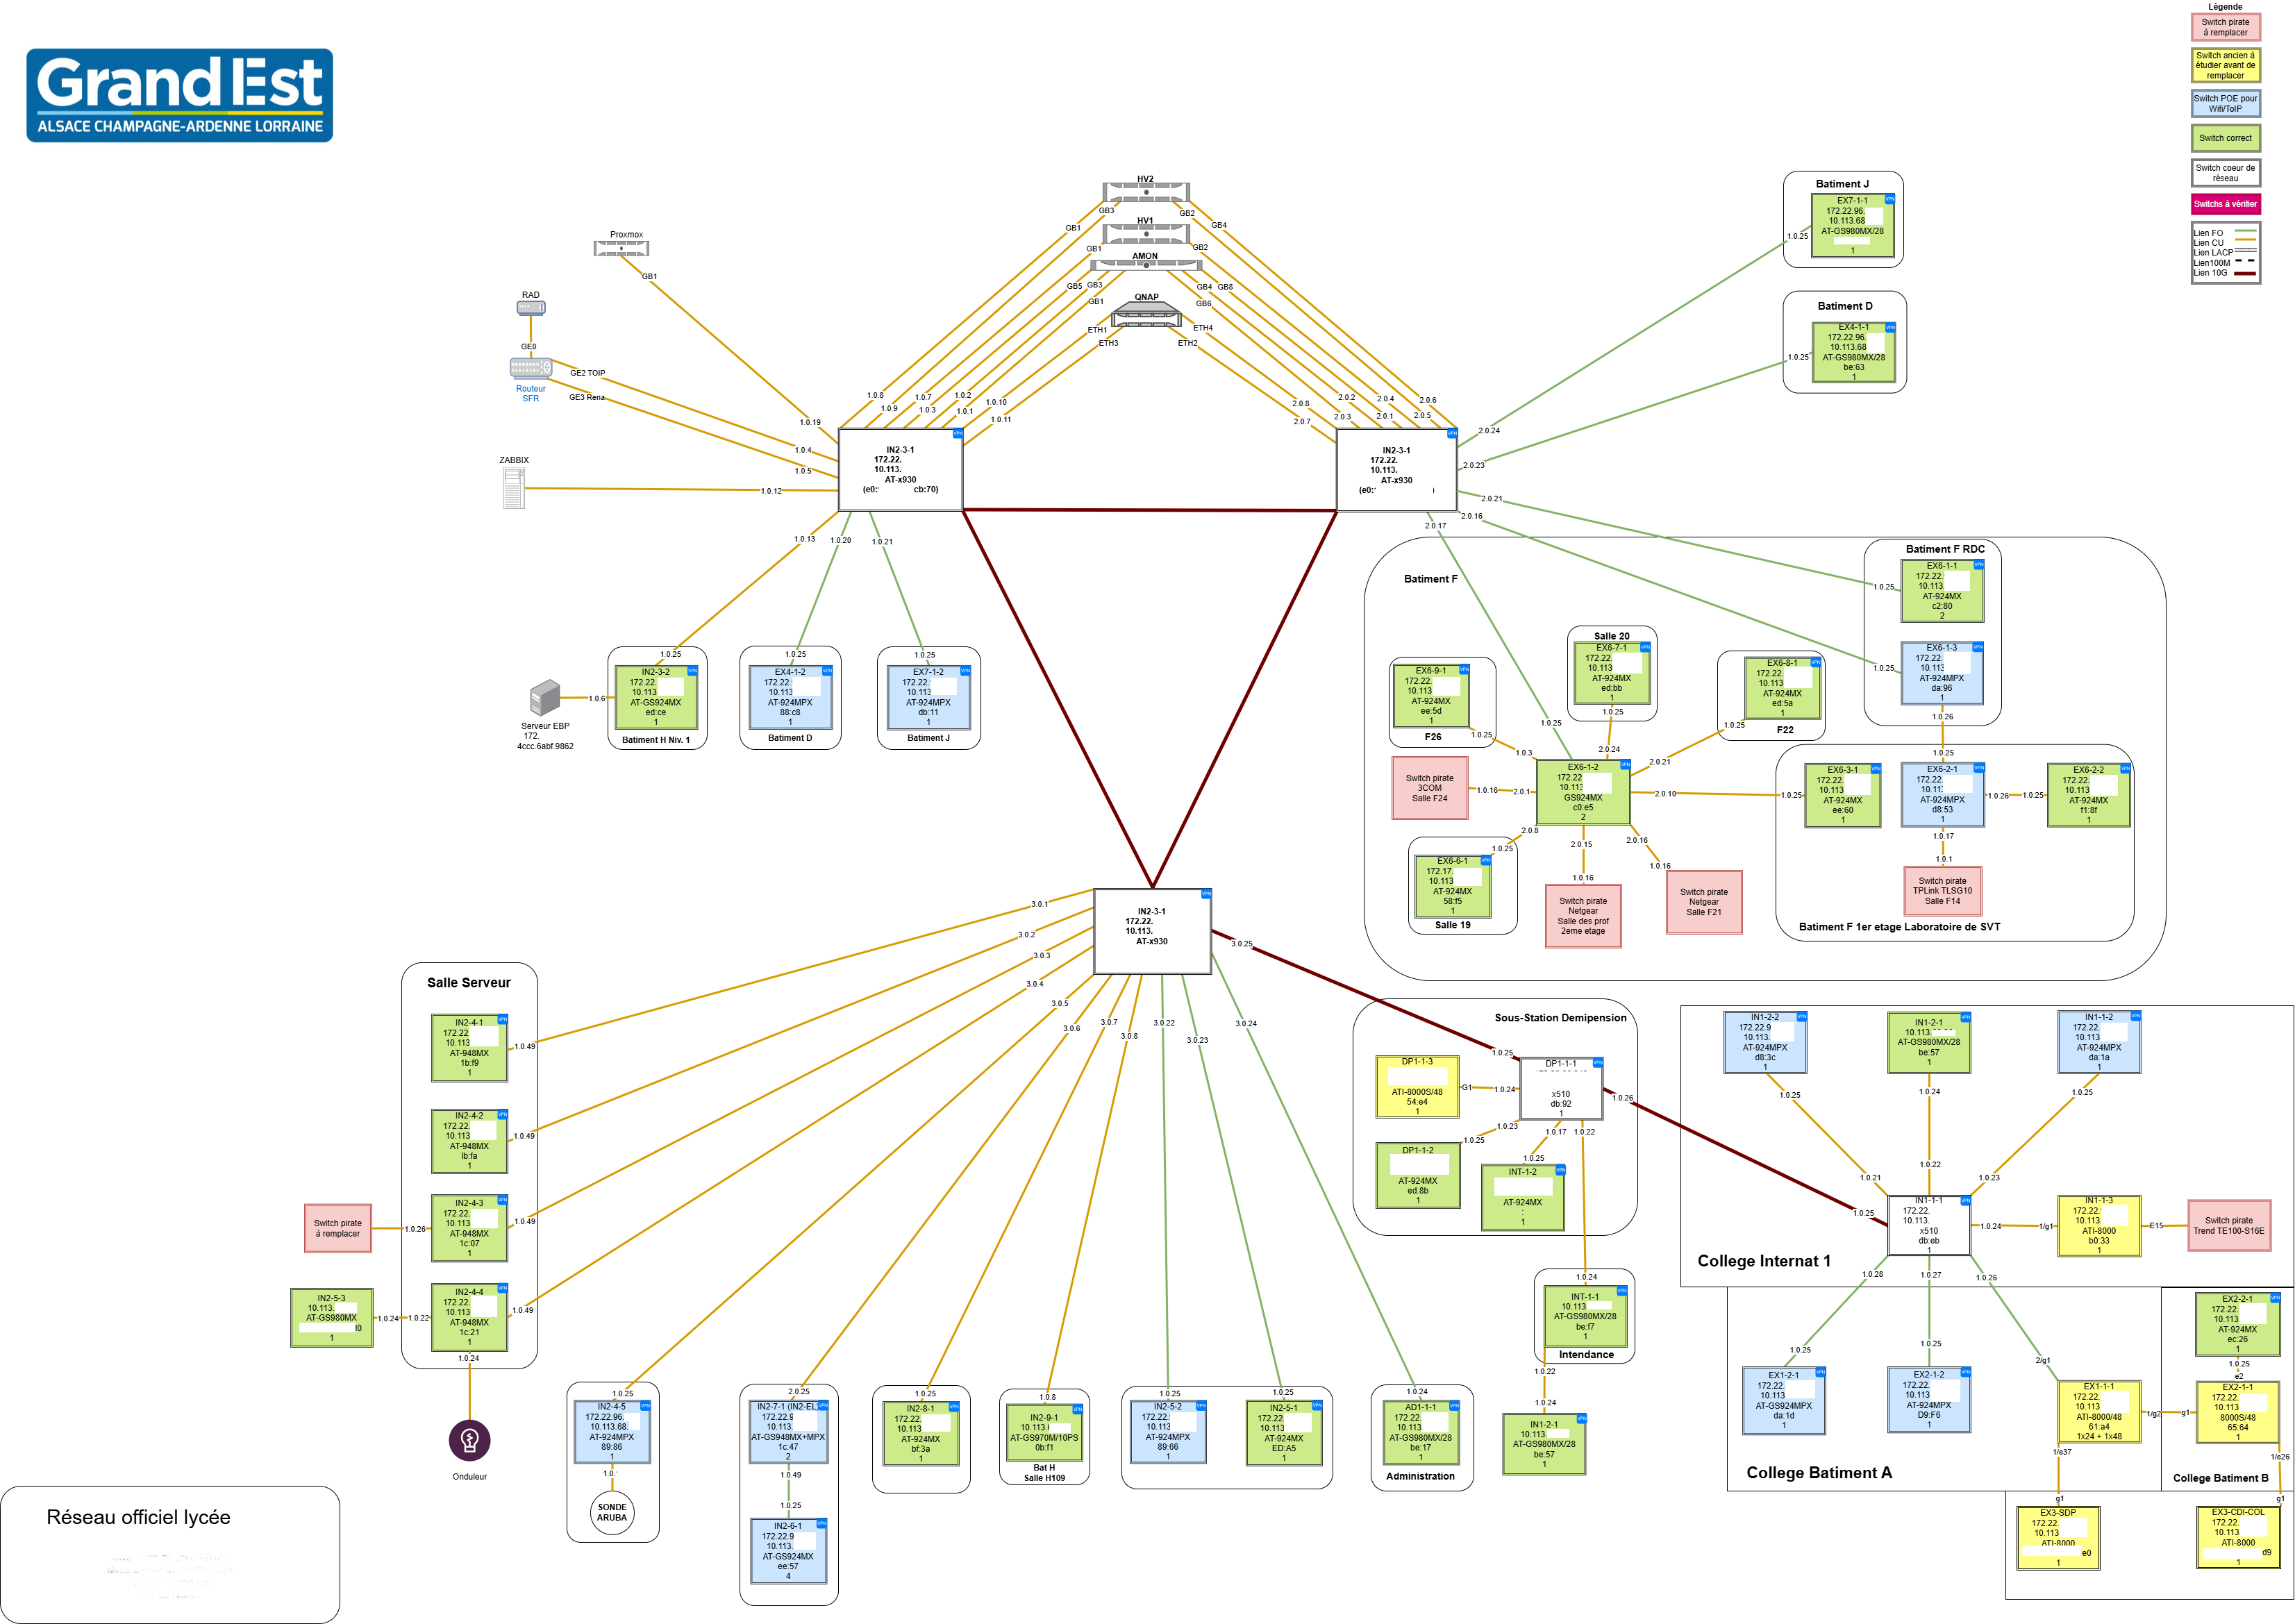 Légende
Switch pirate
à remplacer
Switch ancien à
étudier avant de
remplacer
Switch POE pour
Wifi/ToIP
Switch correct
Switch coeur de
réseau
Switchs à vérifier
Lien FO
Lien CU
Lien LACP
Lien100M
Lien 10G
Grand Est
ALSACE CHAMPAGNE-ARDENNE LORRAINE
HV2
GB3
GB1
GB2
GB4
HV1
GB1
GB2
AMON
GB5
GB3
GB1
GB4
GB8
GB6
QNAP
ETH1
ETH3
ETH4
ETH2
Proxmox
GB1
RAD
GE0
Routeur
SFR
GE2 TOIP
GE3 Rena
ZABBIX
1.0.8
1.0.9
1.0.7
1.0.3
1.0.2
1.0.1
1.0.10
1.0.11
1.0.19
1.0.4
1.0.5
1.0.12
2.0.8
2.0.7
2.0.3
2.0.2
2.0.1
2.0.4
2.0.5
2.0.6
VPN
IN2-3-1
172.22.
10.113.
AT-x930
(e0: cb:70)
VPN
IN2-3-1
172.22.
10.113.
AT-x930
(e0: )
2.0.24
2.0.23
2.0.21
2.0.16
2.0.17
Batiment J
1.0.25
EX7-1-1
172.22.96.
10.113.68
AT-GS980MX/28
1
Batiment D
1.0.25
EX4-1-1
172.22.96.
10.113.68
AT-GS980MX/28
be:63
1
1.0.13
1.0.20
1.0.21
Serveur EBP
172.
4ccc.6abf.9862
1.0.6
1.0.25
IN2-3-2
172.22.
10.113
AT-GS924MX
ed:ce
1
Batiment H Niv. 1
1.0.25
EX4-1-2
172.22.
10.113
AT-924MPX
88:c8
1
Batiment D
1.0.25
EX7-1-2
172.22.
10.113
AT-924MPX
db:11
1
Batiment J
Batiment F
Batiment F RDC
1.0.25
EX6-1-1
172.22.
10.113
AT-924MX
c2:80
2
1.0.25
EX6-1-3
172.22.
10.113
AT-924MPX
da:96
1
1.0.26
EX6-9-1
172.22.
10.113
AT-924MX
ee:5d
1
F26
1.0.25
1.0.3
Salle 20
EX6-7-1
172.22.
10.113
AT-924MX
ed:bb
1
1.0.25
2.0.24
EX6-8-1
172.22.
10.113
AT-924MX
ed:5a
1
F22
1.0.25
2.0.21
1.0.25
Switch pirate
3COM
Salle F24
1.0.16
2.0.1
EX6-1-2
172.22
10.113
GS924MX
c0:e5
2
2.0.10
1.0.25
2.0.8
1.0.25
EX6-6-1
172.17.
10.113
AT-924MX
58:f5
1
Salle 19
2.0.15
1.0.16
Switch pirate
Netgear
Salle des prof
2eme etage
2.0.16
1.0.16
Switch pirate
Netgear
Salle F21
EX6-3-1
172.22.
10.113
AT-924MX
ee:60
1
1.0.25
EX6-2-1
172.22.
10.11
AT-924MPX
d8:53
1
1.0.26
1.0.25
EX6-2-2
172.22.
10.113
AT-924MX
f1:8f
1
1.0.17
1.0.1
Switch pirate
TPLink TLSG10
Salle F14
Batiment F 1er etage Laboratoire de SVT
IN2-3-1
172.22.
10.113.
AT-x930
3.0.1
3.0.2
3.0.3
3.0.4
3.0.5
3.0.6
3.0.7
3.0.8
3.0.22
3.0.23
3.0.24
3.0.25
Salle Serveur
IN2-4-1
172.22.
10.113
AT-948MX
1b:f9
1
1.0.49
IN2-4-2
172.22.
10.113
AT-948MX
lb:fa
1
1.0.49
Switch pirate
à remplacer
1.0.26
IN2-4-3
172.22.
10.113
AT-948MX
1c:07
1
1.0.49
IN2-5-3
10.113.
AT-GS980MX
1
1.0.24
1.0.22
IN2-4-4
172.22.
10.113
AT-948MX
1c:21
1
1.0.49
1.0.24
Onduleur
1.0.25
IN2-4-5
172.22.96.
10.113.68.
AT-924MPX
89:86
1
1.0.
SONDE
ARUBA
2.0.25
IN2-7-1 (IN2-EL)
172.22.9
10.113.
AT-GS948MX+MPX
1c:47
2
1.0.49
1.0.25
IN2-6-1
172.22.9
10.113.
AT-GS924MX
ee:57
4
1.0.25
IN2-8-1
172.22.
10.113
AT-924MX
bf:3a
1
1.0.8
IN2-9-1
10.113.
AT-GS970M/10PS
0b:f1
1
Bat H
Salle H109
1.0.25
IN2-5-2
172.22.
10.113
AT-924MPX
89:66
1
1.0.25
IN2-5-1
172.22.
10.113
AT-924MX
ED:A5
1
1.0.24
AD1-1-1
172.22.
10.113
AT-GS980MX/28
be:17
1
Administration
Sous-Station Demipension
1.0.25
DP1-1-3
ATI-8000S/48
54:e4
1
G1
1.0.24
DP1-1-1
x510
db:92
1
1.0.26
1.0.23
1.0.25
DP1-1-2
AT-924MX
ed.8b
1
1.0.17
1.0.25
INT-1-2
AT-924MX
:
1
1.0.22
1.0.24
INT-1-1
10.113
AT-GS980MX/28
be:f7
1
Intendance
1.0.22
1.0.24
IN1-2-1
10.113.
AT-GS980MX/28
be:57
1
IN1-2-2
172.22.9
10.113
AT-924MPX
d8:3c
1
1.0.25
1.0.21
IN1-2-1
10.113.
AT-GS980MX/28
be:57
1
1.0.24
1.0.22
IN1-1-2
172.22.
10.113
AT-924MPX
da:1a
1
1.0.25
1.0.23
1.0.25
IN1-1-1
172.22.
10.113.
x510
db:eb
1
1.0.24
1/g1
IN1-1-3
172.22.
10.113
ATI-8000
b0:33
1
E15
Switch pirate
Trend TE100-S16E
College Internat 1
1.0.28
1.0.27
1.0.26
1.0.25
EX1-2-1
172.22.
10.113
AT-GS924MPX
da:1d
1
1.0.25
EX2-1-2
172.22.
10.113
AT-924MPX
D9:F6
1
2/g1
EX1-1-1
172.22.
10.113
ATI-8000/48
61:a4
1x24 + 1x48
1/g2
g1
EX2-2-1
172.22.
10.113
AT-924MX
ec:26
1
1.0.25
e2
EX2-1-1
172.22.
10.113
8000S/48
65:64
1
1/e37
1/e26
College Batiment A
College Batiment B
g1
EX3-SDP
172.22.
10.113
ATI-8000
e0
1
g1
EX3-CDI-COL
172.22.
10.113
ATI-8000
d9
1
Réseau officiel lycée